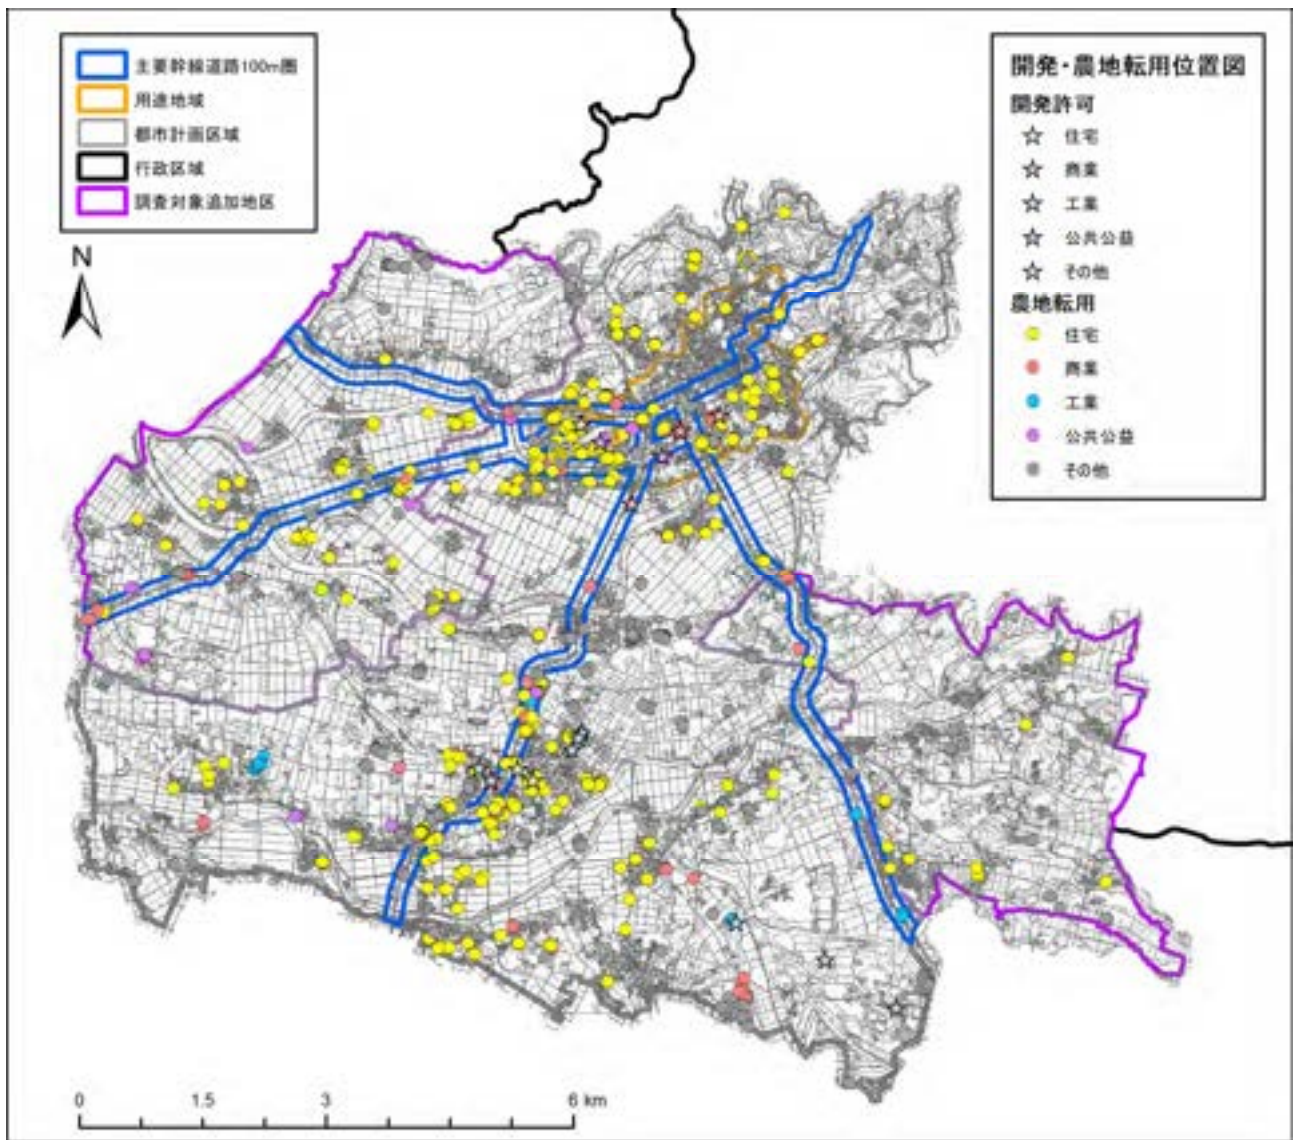 主要幹線道路100m圏
用途地域
都市計画区域
行政区域
調査対象追加地区
N
開発・農地転用位置図
開発許可
住宅
商業
工業
公共公益
その他
農地転用
住宅
商業
工業
公共公益
その他
0 1.5 3 6 km